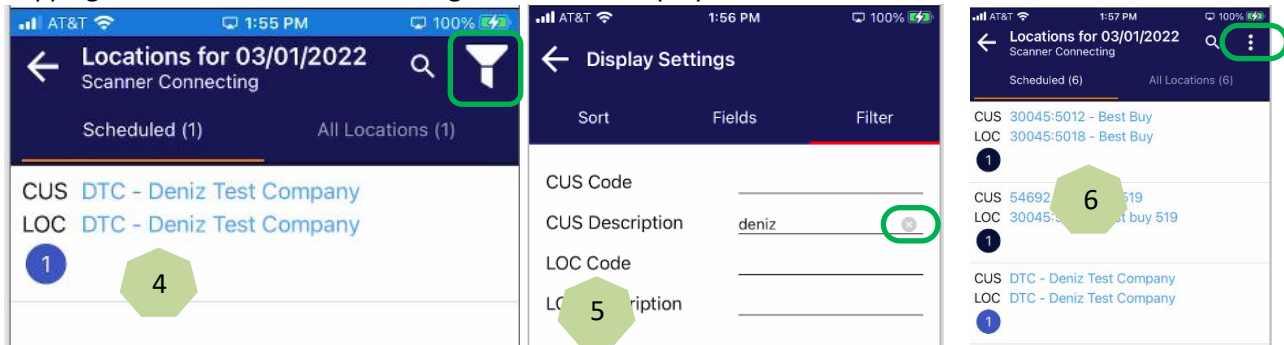 AT&T 1:55 PM 100%
Locations for 03/01/2022
Scanner Connecting
Scheduled (1) All Locations (1)
CUS DTC - Deniz Test Company
LOC DTC - Deniz Test Company
1
4
AT&T 1:56 PM 100%
Display Settings
Sort Fields Filter
CUS Code
CUS Description deniz
LOC Code
5
AT&T 1:57 PM 100%
Locations for 03/01/2022
Scanner Connecting
Scheduled (6) All Locations (6)
CUS 30045:5012 - Best Buy
LOC 30045:5018 - Best Buy
1
CUS
LOC buy 519
6
1
CUS DTC - Deniz Test Company
LOC DTC - Deniz Test Company
1